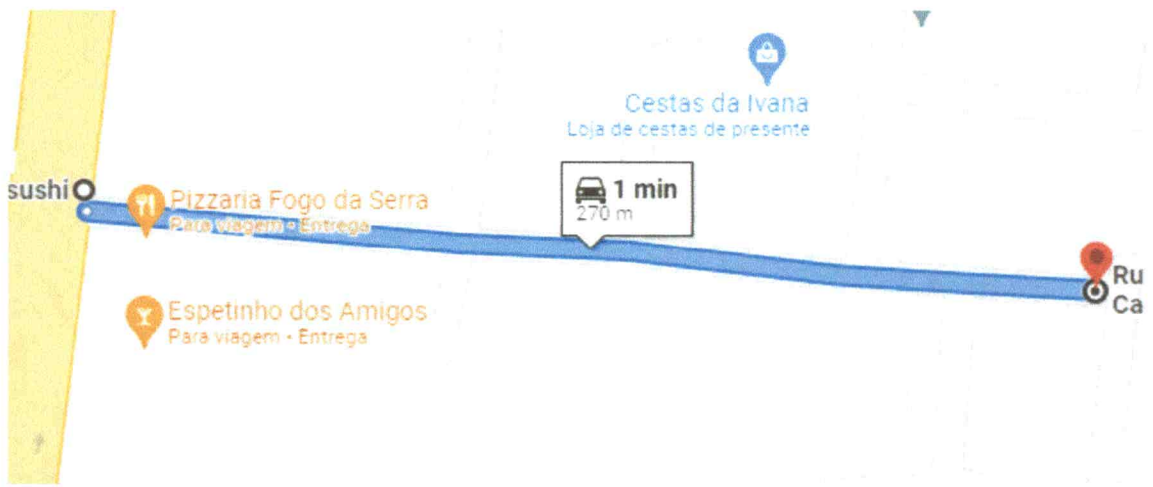 Cestas da Ivana
Loja de cestas de presente
sushi
Pizzaria Fogo da Serra
Para viagem • Entrega
1 min
270 m
Ru
Ca
Espetinho dos Amigos
Para viagem • Entrega